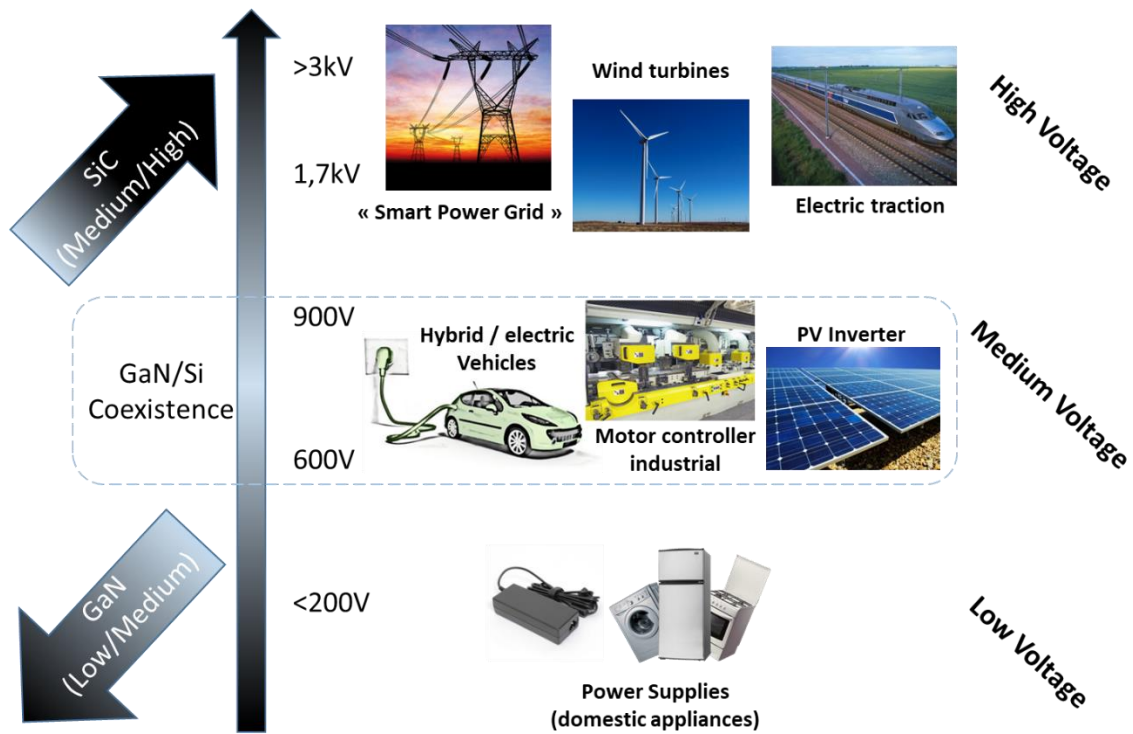 >3kV
1,7kV
SiC
(Medium/High)
« Smart Power Grid »
Wind turbines
Electric traction
High Voltage
900V
600V
GaN/Si
Coexistence
Hybrid / electric
Vehicles
Motor controller
industrial
PV Inverter
Medium Voltage
GaN
(Low/Medium)
<200V
Power Supplies
(domestic appliances)
Low Voltage